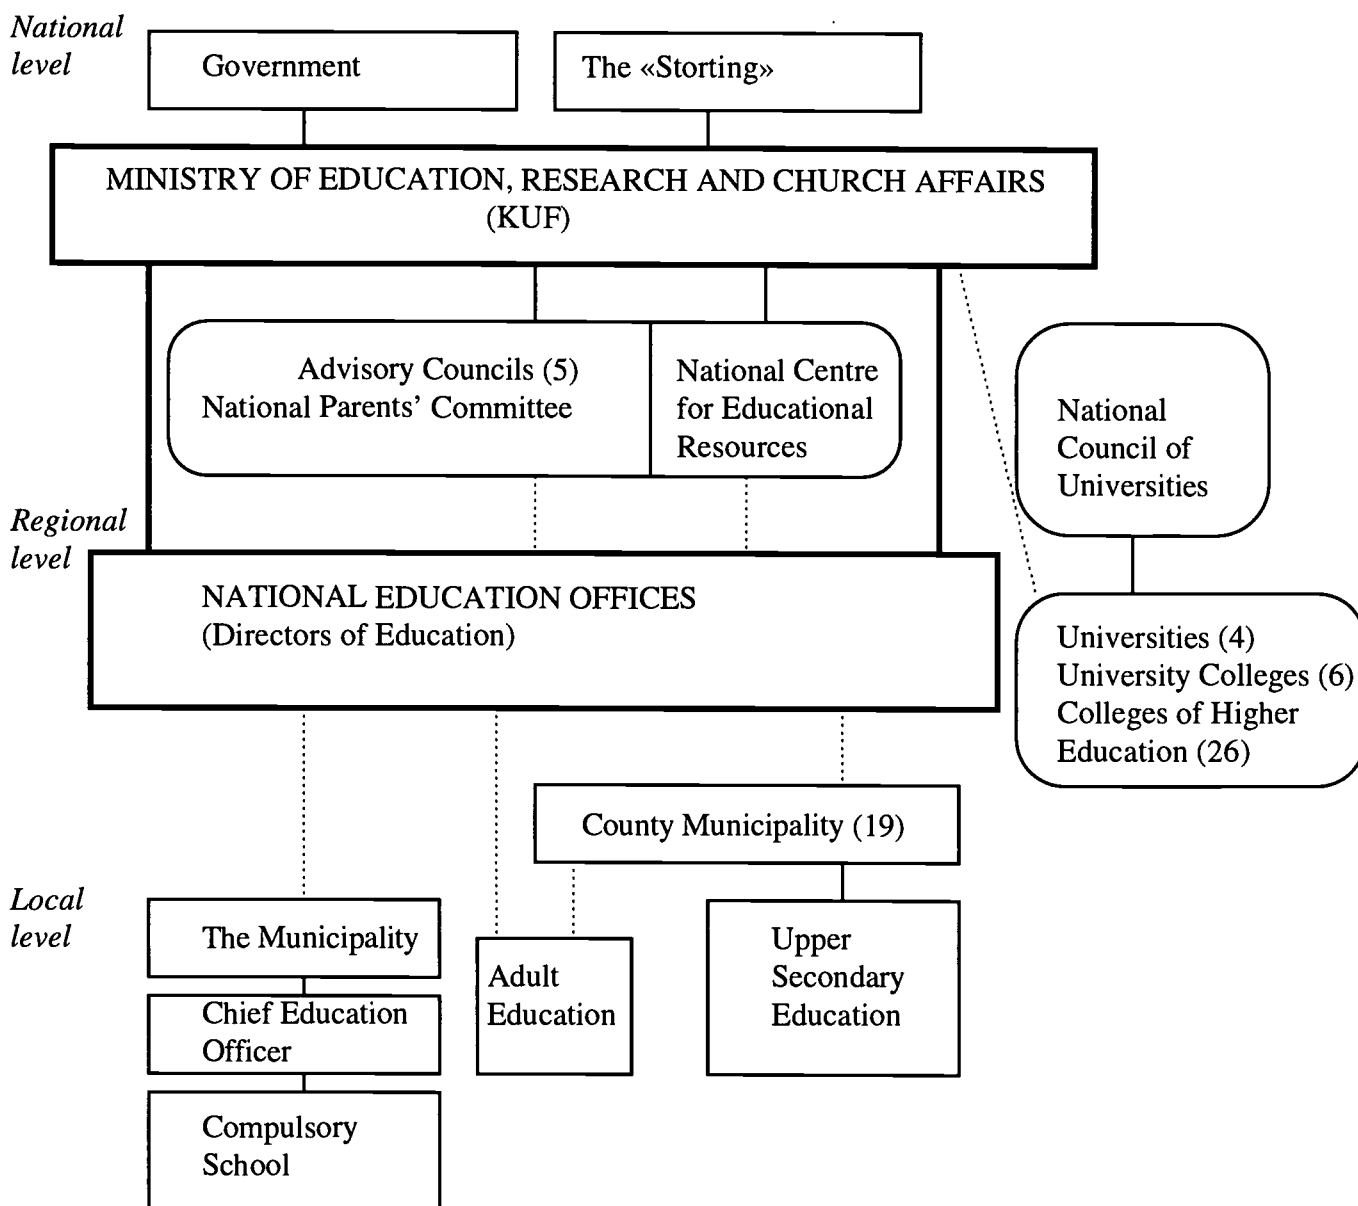 National
level
Government
The «Storting»
MINISTRY OF EDUCATION, RESEARCH AND CHURCH AFFAIRS
(KUF)
Advisory Councils (5)
National Parents' Committee
National Centre
for Educational
Resources
National
Council of
Universities
Regional
level
NATIONAL EDUCATION OFFICES
(Directors of Education)
Universities (4)
University Colleges (6)
Colleges of Higher
Education (26)
County Municipality (19)
Local
level
The Municipality
Chief Education
Officer
Compulsory
School
Adult
Education
Upper
Secondary
Education